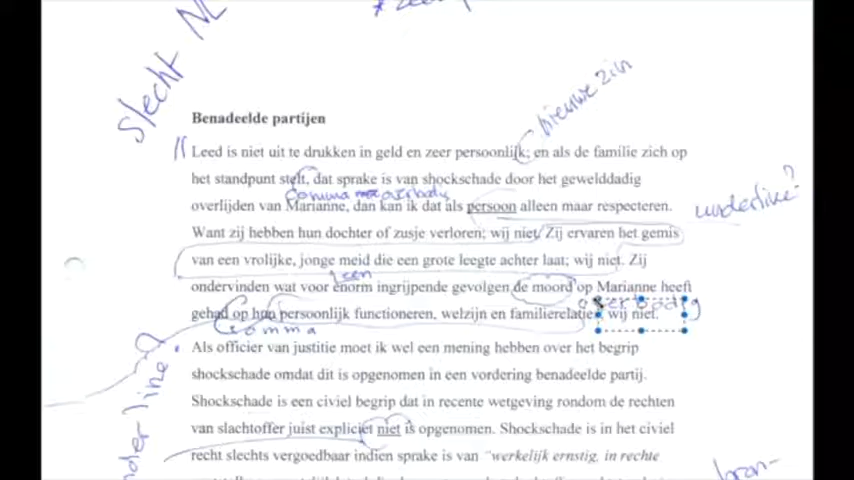 slecht NL
Benadeelde partijen
nieuwe zin
Leed is niet uit te drukken in geld en zeer persoonlijk; en als de familie zich op
het standpunt stelt, dat sprake is van shockschade door het gewelddadig
comma overbodig
overlijden van Marianne, dan kan ik dat als persoon alleen maar respecteren.
underline?
Want zij hebben hun dochter of zusje verloren; wij niet. Zij ervaren het gemis
van een vrolijke, jonge meid die een grote leegte achter laat; wij niet. Zij
een
ondervinden wat voor enorm ingrijpende gevolgen de moord op Marianne heeft
overbodig
gehad op hun persoonlijk functioneren, welzijn en familierelaties, wij niet.
comma
Als officier van justitie moet ik wel een mening hebben over het begrip
shockschade omdat dit is opgenomen in een vordering benadeelde partij.
Shockschade is een civiel begrip dat in recente wetgeving rondom de rechten
van slachtoffer juist expliciet niet is opgenomen. Shockschade is in het civiel
recht slechts vergoedbaar indien sprake is van "werkelijk ernstig, in rechte
bron-